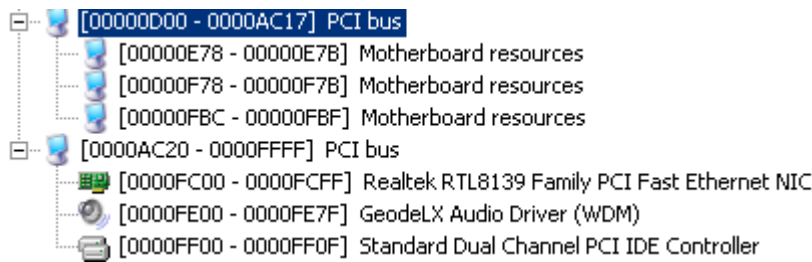 [00000D00 - 0000AC17] PCI bus
[00000E78 - 00000E7B] Motherboard resources
[00000F78 - 00000F7B] Motherboard resources
[00000FBC - 00000FBF] Motherboard resources
[0000AC20 - 0000FFFF] PCI bus
[0000FC00 - 0000FCFF] Realtek RTL8139 Family PCI Fast Ethernet NIC
[0000FE00 - 0000FE7F] GeodeLX Audio Driver (WDM)
[0000FF00 - 0000FF0F] Standard Dual Channel PCI IDE Controller